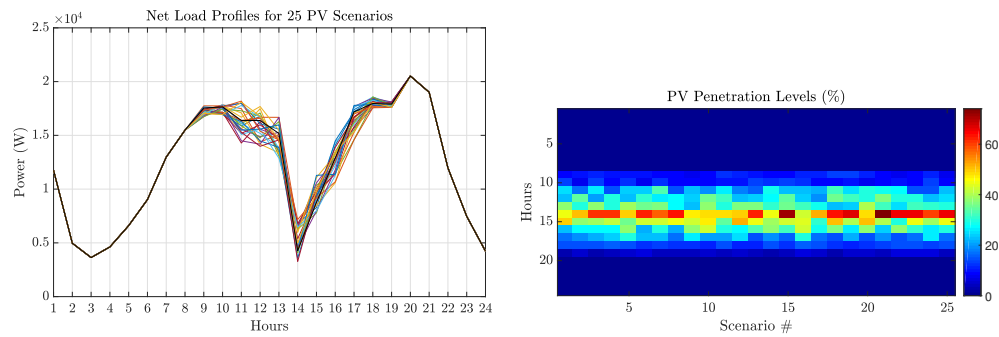 Net Load Profiles for 25 PV Scenarios
×10⁴
2.5
2
1.5
1
0.5
0
Power (W)
1 2 3 4 5 6 7 8 9 10 11 12 13 14 15 16 17 18 19 20 21 22 23 24
Hours
PV Penetration Levels (%)
5
10
15
20
Hours
5 10 15 20 25
Scenario #
60
40
20
0